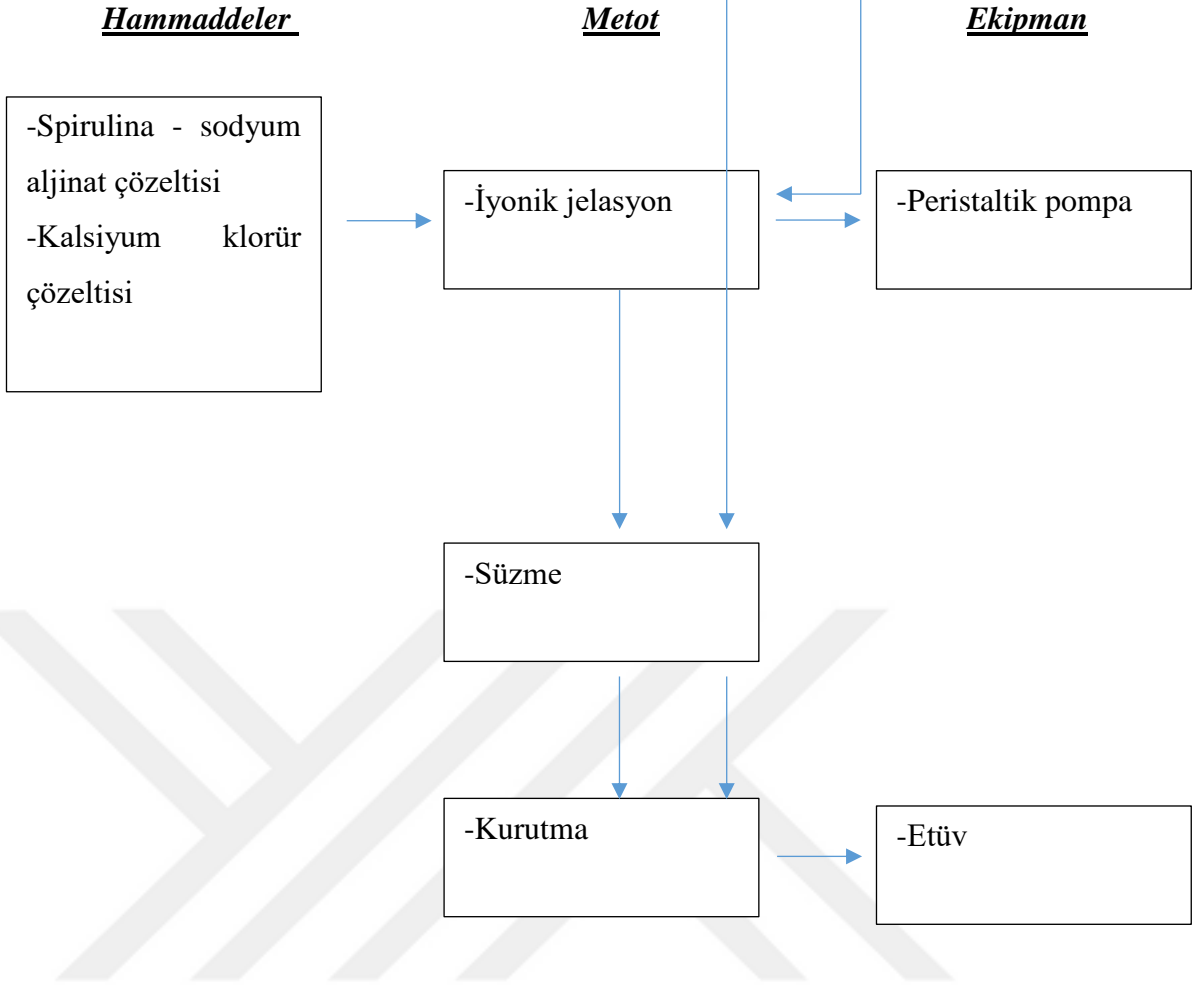 Hammaddeler
Metot
Ekipman
-Spirulina - sodyum
aljinat çözeltisi
-Kalsiyum klorür
çözeltisi
-İyonik jelasyon
-Peristaltik pompa
-Süzme
-Kurutma
-Etüv